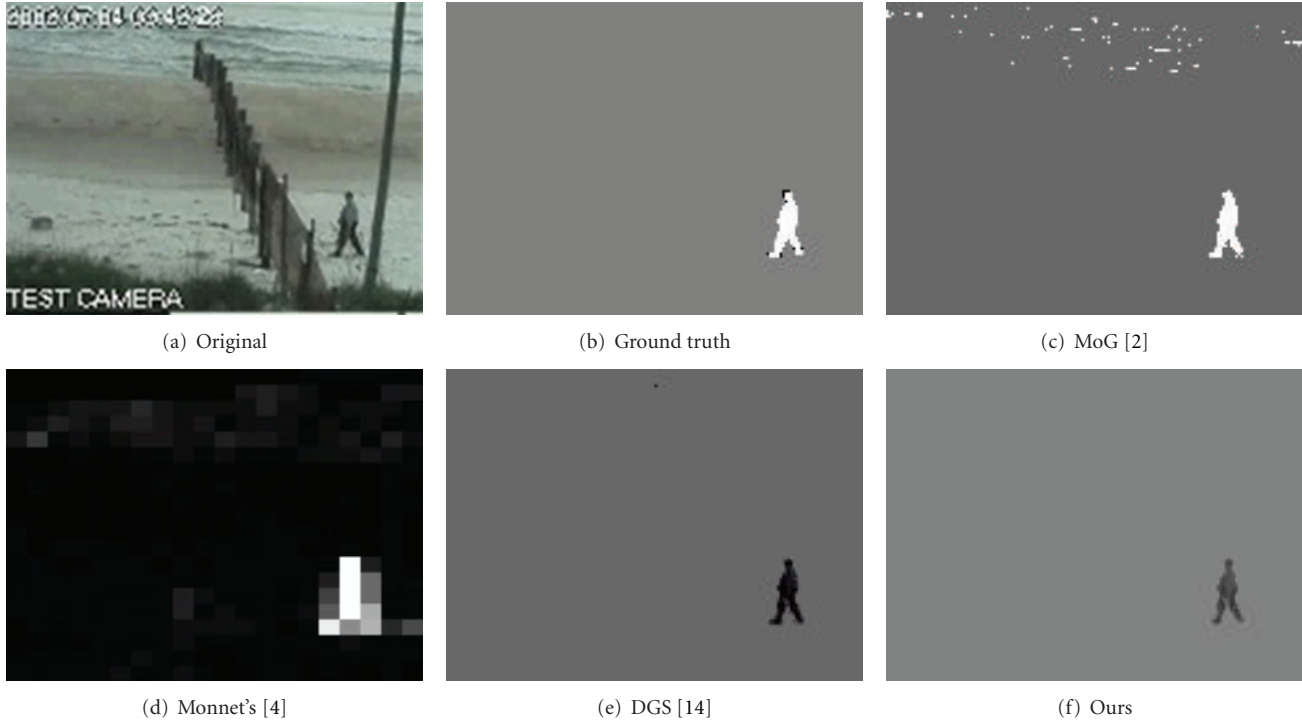 TEST CAMERA
(a) Original
(b) Ground truth
(c) MoG [2]
(d) Monnet's [4]
(e) DGS [14]
(f) Ours